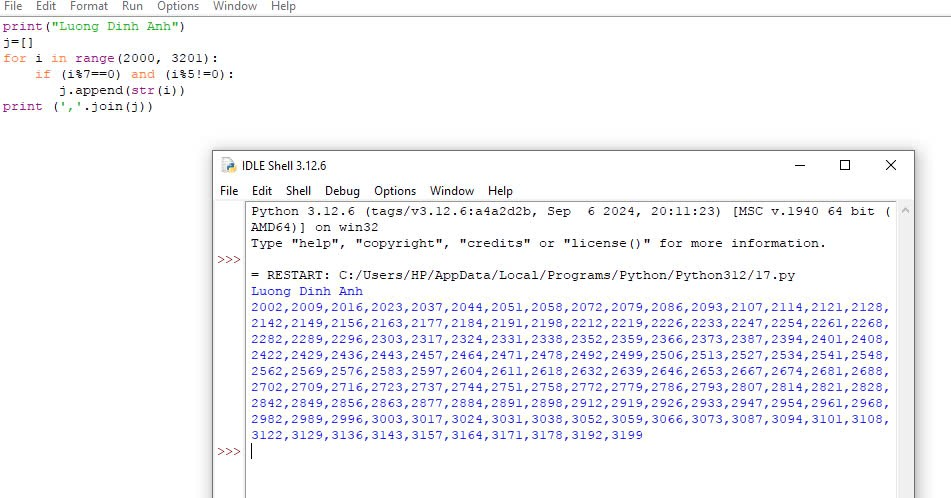 File Edit Format Run Options Window Help
print("Luong Dinh Anh")
j=[]
for i in range(2000, 3201):
    if (i%7==0) and (i%5!=0):
       j.append(str(i))
print (','.join(j))
IDLE Shell 3.12.6
File Edit Shell Debug Options Window Help
Python 3.12.6 (tags/v3.12.6:a4a2d2b, Sep  6 2024, 20:11:23) [MSC v.1940 64 bit (
AMD64)] on win32
Type "help", "copyright", "credits" or "license()" for more information.
>>>
= RESTART: C:/Users/HP/AppData/Local/Programs/Python/Python312/17.py
Luong Dinh Anh
2002,2009,2016,2023,2037,2044,2051,2058,2072,2079,2086,2093,2107,2114,2121,2128,
2142,2149,2156,2163,2177,2184,2191,2198,2212,2219,2226,2233,2247,2254,2261,2268,
2282,2289,2296,2303,2317,2324,2331,2338,2352,2359,2366,2373,2387,2394,2401,2408,
2422,2429,2436,2443,2457,2464,2471,2478,2492,2499,2506,2513,2527,2534,2541,2548,
2562,2569,2576,2583,2597,2604,2611,2618,2632,2639,2646,2653,2667,2674,2681,2688,
2702,2709,2716,2723,2737,2744,2751,2758,2772,2779,2786,2793,2807,2814,2821,2828,
2842,2849,2856,2863,2877,2884,2891,2898,2912,2919,2926,2933,2947,2954,2961,2968,
2982,2989,2996,3003,3017,3024,3031,3038,3052,3059,3066,3073,3087,3094,3101,3108,
3122,3129,3136,3143,3157,3164,3171,3178,3192,3199
>>>